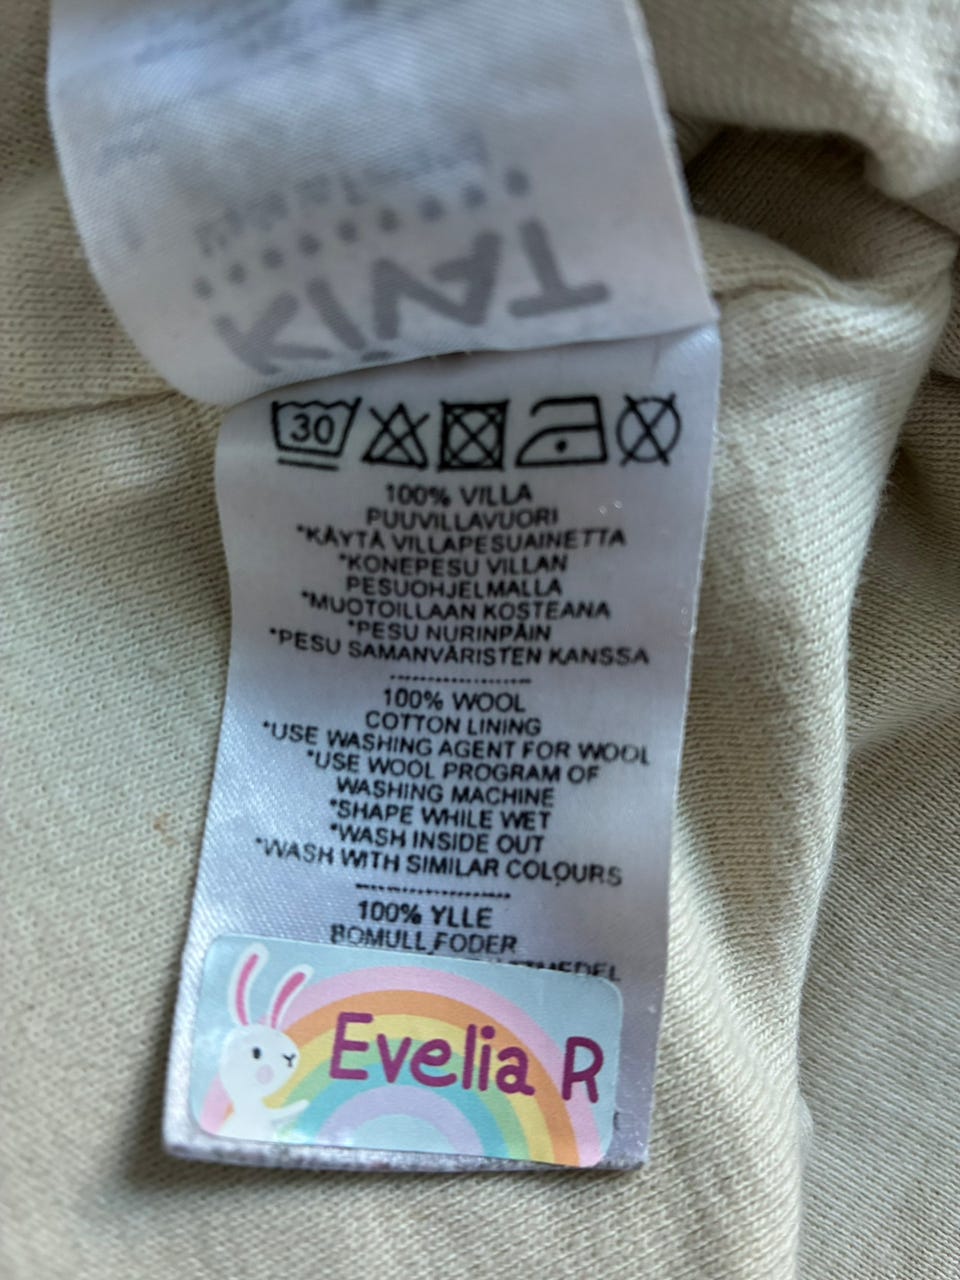 TAVIK
30
100% VILLA
PUUVILLAVUORI
*KÄYTÄ VILLAPESUAINETTA
*KONEPESU VILLAN
PESUOHJELMALLA
*MUOTOILLAAN KOSTEANA
*PESU NURINPÄIN
*PESU SAMANVÄRISTEN KANSSA
100% WOOL
COTTON LINING
*USE WASHING AGENT FOR WOOL
*USE WOOL PROGRAM OF
WASHING MACHINE
*SHAPE WHILE WET
*WASH INSIDE OUT
*WASH WITH SIMILAR COLOURS
100% YLLE
BOMULL FODER
Evelia R